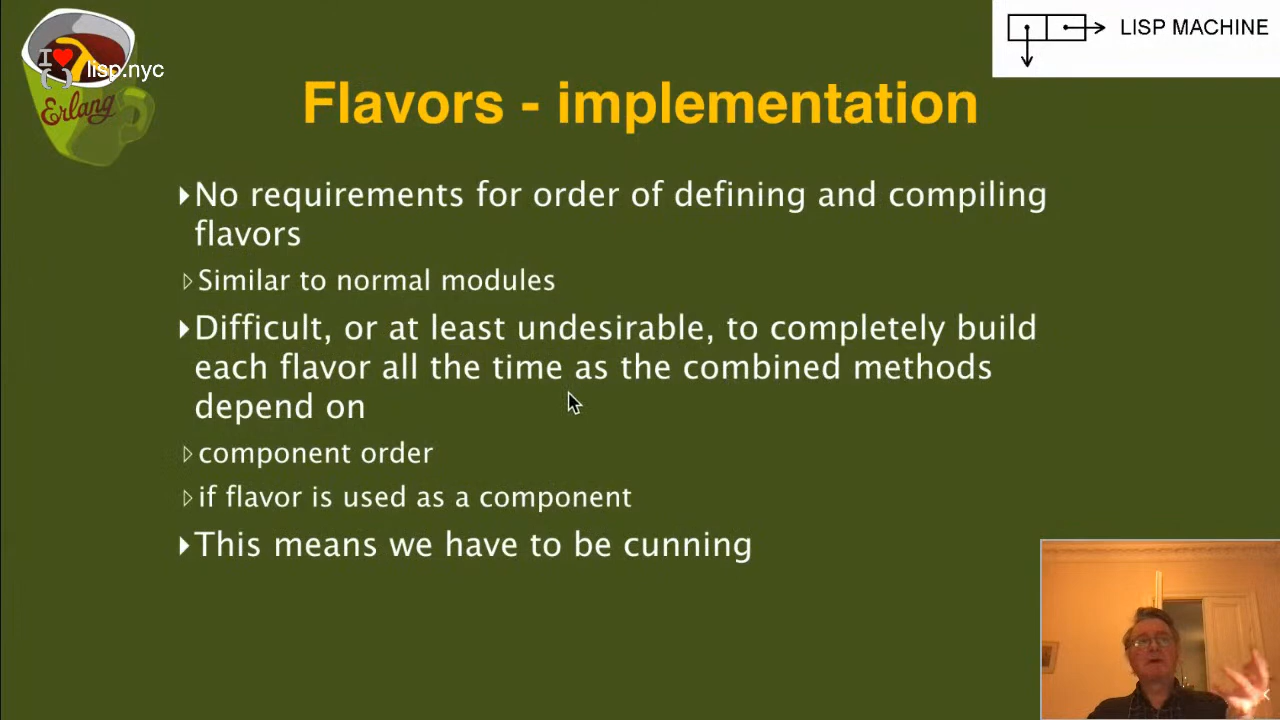 LISP MACHINE
I
lisp.nyc
{ }
Erlang
Flavors - implementation
No requirements for order of defining and compiling
flavors
Similar to normal modules
Difficult, or at least undesirable, to completely build
each flavor all the time as the combined methods
depend on
component order
if flavor is used as a component
This means we have to be cunning